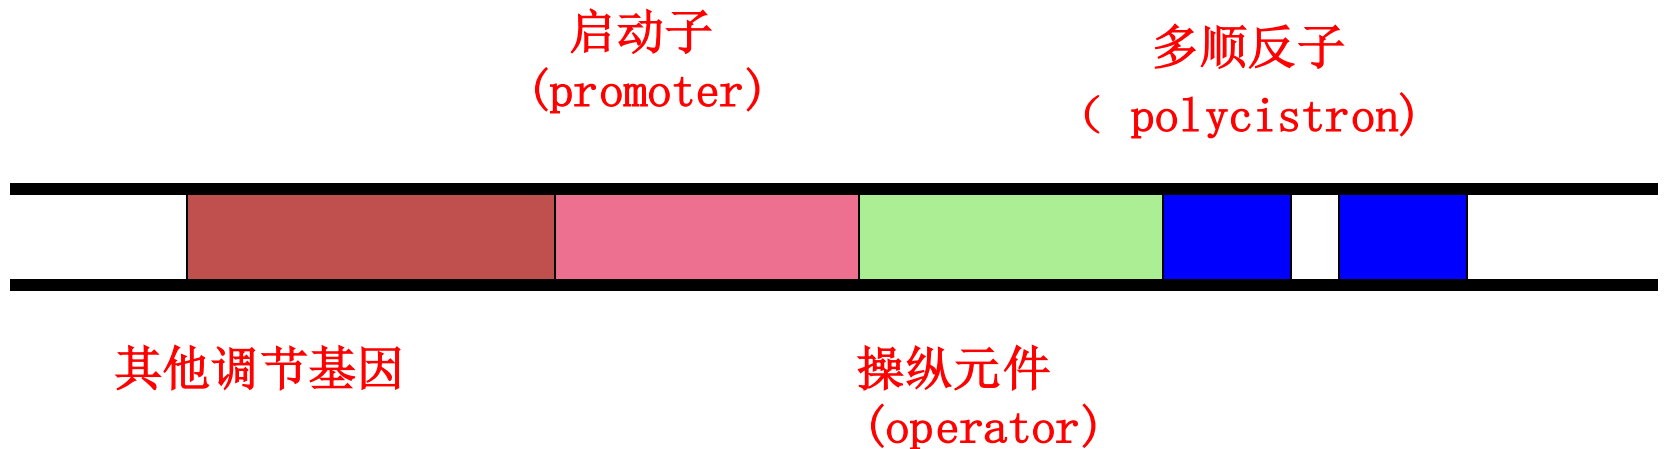 启动子
(promoter)
多顺反子
( polycistron)
其他调节基因
操纵元件
(operator)